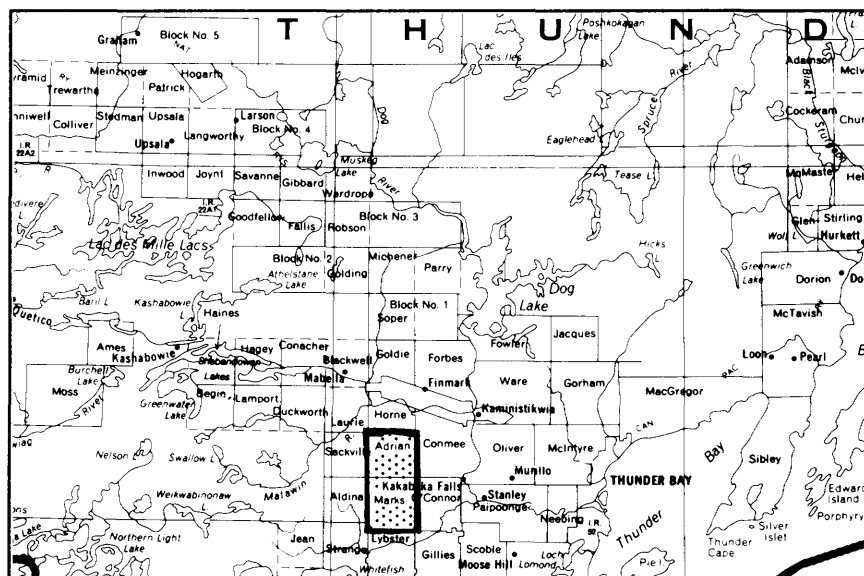 T H U N D
Block No. 5
Graham
NAT
Poshkokagan Lake
Lac des Iles
River
Black Sturgeon
Adamson
McIv
Meinzinger
Hogarth
Ry
Trewartha
Patrick
Dog
Spruce
Stedman
Upsala
Larson
Block No. 4
Colliver
Langworthy
Upsala
Cockeram
Chur
Eaglehead
I.R. 22A2
Muskeg Lake
River
Tease L
McMaster
Hel
Inwood
Joynt
Savanne
Gibbard
Wardrope
I.R. 22A1
Goodfellow
Fallis
Robson
Block No. 3
Glen
Stirling
Wolf L
Hurkett
Lac des Mille Lacs
Block No. 2
Athelstane Lake
Golding
Michener
Parry
Hicks L
Greenwich Lake
Dorion
Do
Dog Lake
Quetico
Baril L
Kashabowie L
Haines
Block No. 1
Soper
McTavish
Ames
Kashabowie
Hagey
Conacher
Blackwell
Goldie
Forbes
Fowler
Jacques
Loon
Pearl
Shebandowan Lakes
Mabella
Finmark
Ware
Gorham
MacGregor
PAC
Moss
Burchell Lake
River
Begin
Lamport
Greenwater Lake
Duckworth
Laurie
Horne
Kaministikwia
CAN
Nelson L
Swallow L
Sackville
R
Adrian
Conmee
Oliver
McIntyre
Bay
Sibley
Murillo
Weikwabinonaw L
Matawin
Aldina
Kakabeka Falls
Marks
O'Connor
Stanley
Paipoonge
THUNDER BAY
Edward Island
Porphyry
Neebing
I.R. 52
Thunder
Silver Islet
Thunder Cape
Northern Light Lake
Jean
Strange
Lybster
Whitefish
Gillies
Scoble
Moose Hill
Loch Lomond
Pie I.